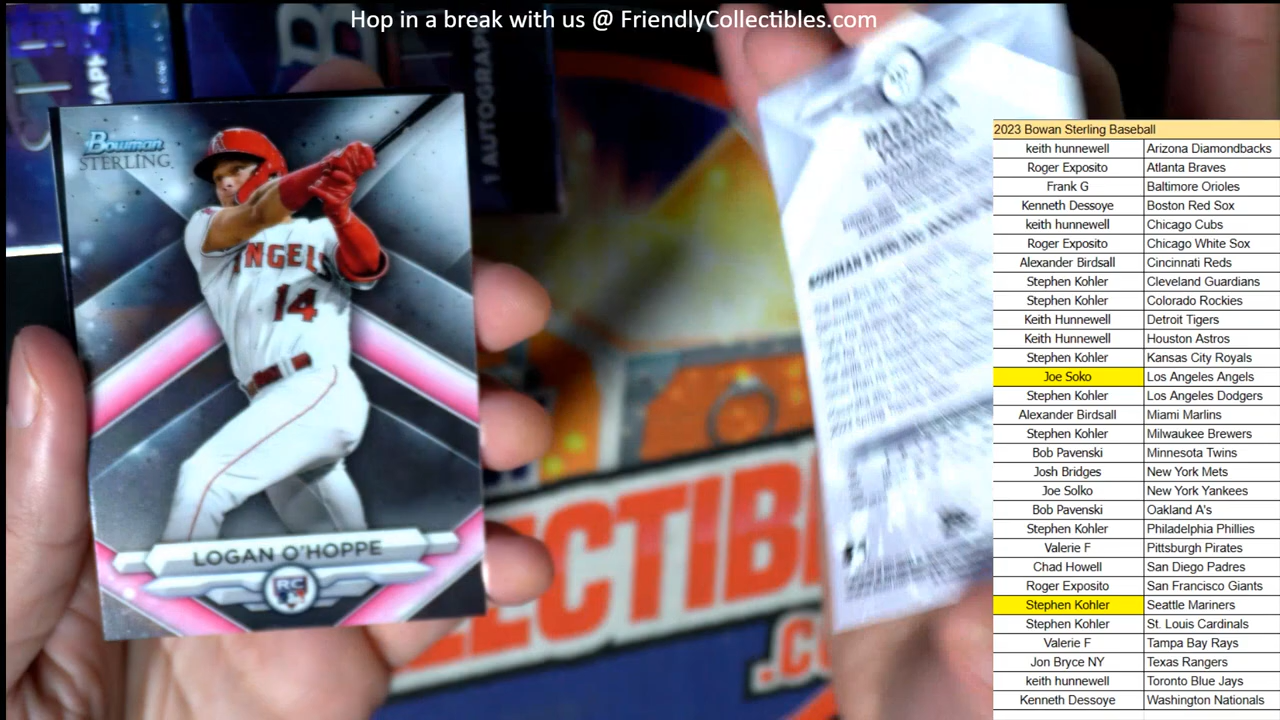 Hop in a break with us @ FriendlyCollectibles.com
1 AUTOGRAPH
Bowman
STERLING
ANGELS
14
LOGAN O'HOPPE
RC
BOWMAN STERLING
ECTIB
.CO
2023 Bowan Sterling Baseball
keith hunnewell Arizona Diamondbacks
Roger Exposito Atlanta Braves
Frank G Baltimore Orioles
Kenneth Dessoye Boston Red Sox
keith hunnewell Chicago Cubs
Roger Exposito Chicago White Sox
Alexander Birdsall Cincinnati Reds
Stephen Kohler Cleveland Guardians
Stephen Kohler Colorado Rockies
Keith Hunnewell Detroit Tigers
Keith Hunnewell Houston Astros
Stephen Kohler Kansas City Royals
Joe Soko Los Angeles Angels
Stephen Kohler Los Angeles Dodgers
Alexander Birdsall Miami Marlins
Stephen Kohler Milwaukee Brewers
Bob Pavenski Minnesota Twins
Josh Bridges New York Mets
Joe Solko New York Yankees
Bob Pavenski Oakland A's
Stephen Kohler Philadelphia Phillies
Valerie F Pittsburgh Pirates
Chad Howell San Diego Padres
Roger Exposito San Francisco Giants
Stephen Kohler Seattle Mariners
Stephen Kohler St. Louis Cardinals
Valerie F Tampa Bay Rays
Jon Bryce NY Texas Rangers
keith hunnewell Toronto Blue Jays
Kenneth Dessoye Washington Nationals